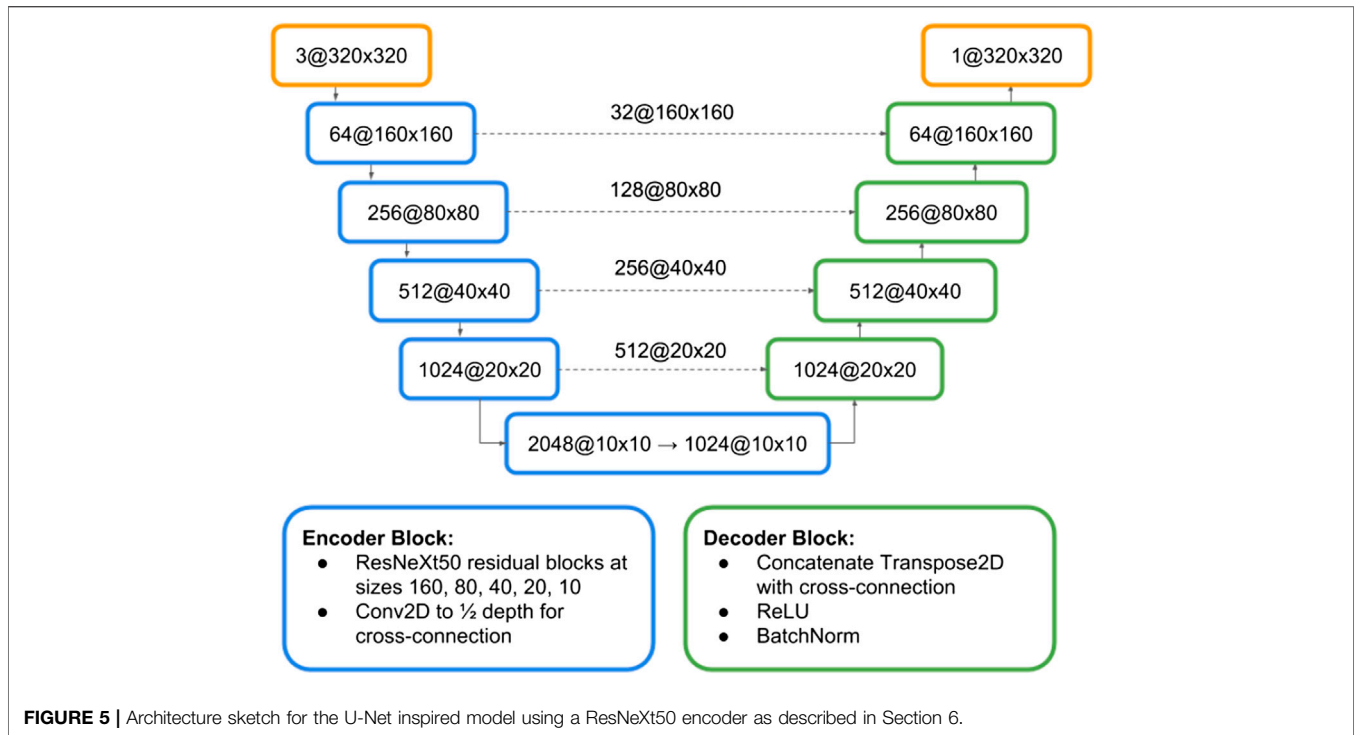 3@320x320
1@320x320
64@160x160
32@160x160
64@160x160
256@80x80
128@80x80
256@80x80
512@40x40
256@40x40
512@40x40
1024@20x20
512@20x20
1024@20x20
2048@10x10 → 1024@10x10
Encoder Block:
● ResNeXt50 residual blocks at
sizes 160, 80, 40, 20, 10
● Conv2D to ½ depth for
cross-connection
Decoder Block:
● Concatenate Transpose2D
with cross-connection
● ReLU
● BatchNorm
FIGURE 5 | Architecture sketch for the U-Net inspired model using a ResNeXt50 encoder as described in Section 6.